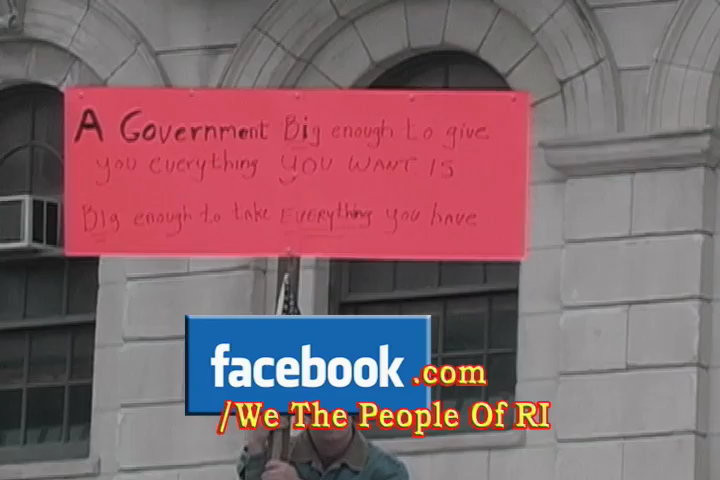 A Government Big enough to give
you everything YOU WANT IS
Big enough to take EVERYthing you have
facebook.com
/We The People Of RI